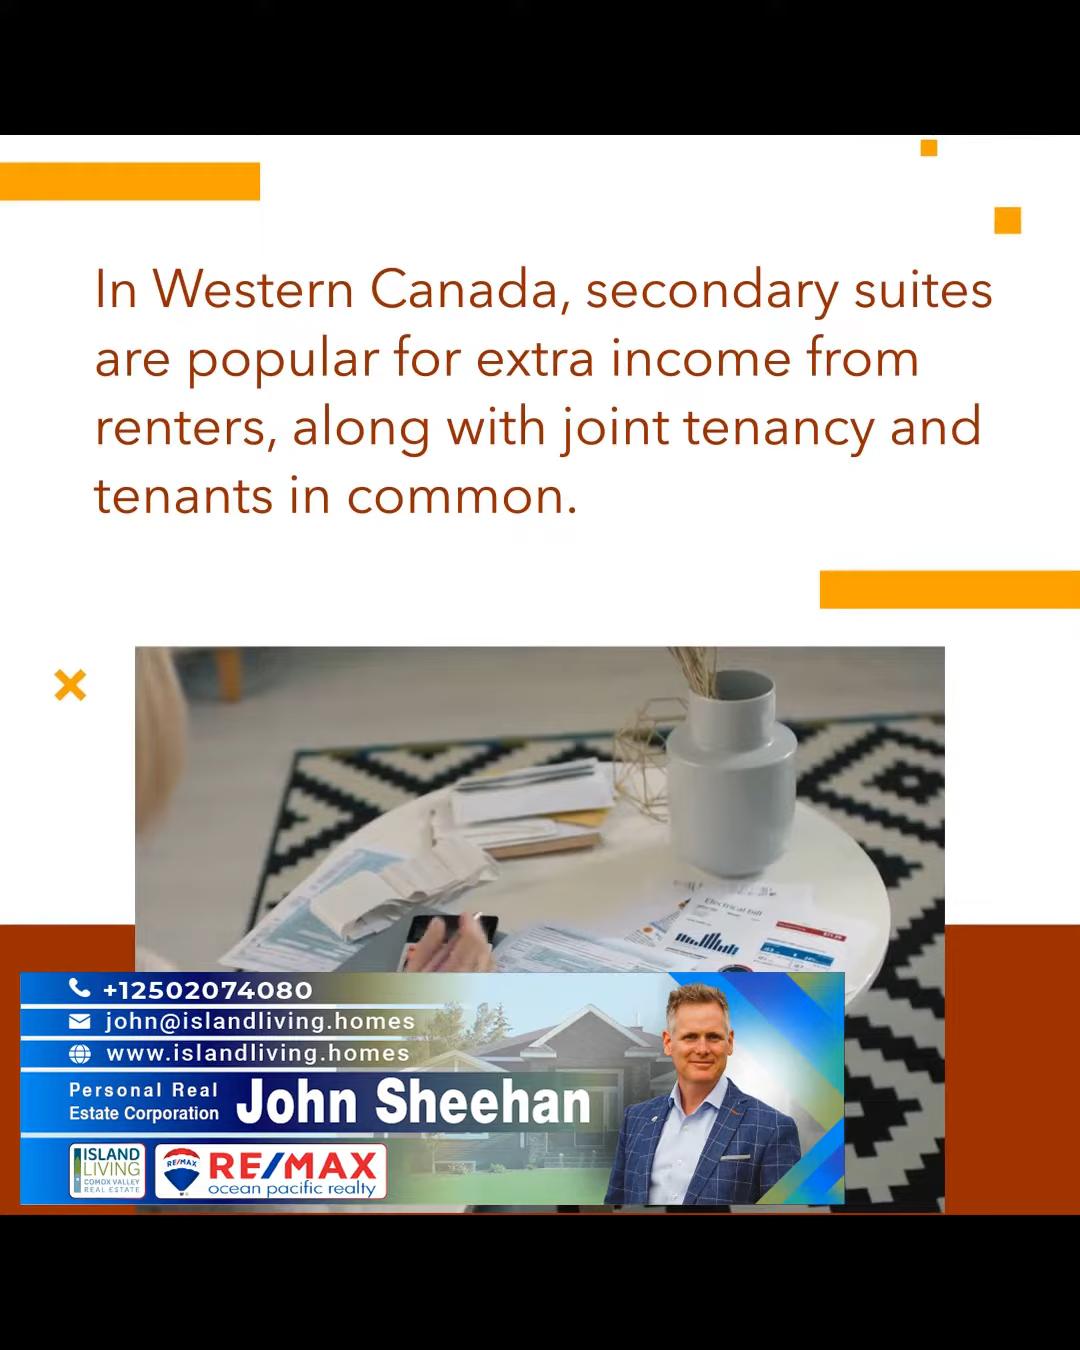 In Western Canada, secondary suites
are popular for extra income from
renters, along with joint tenancy and
tenants in common.
Electrical bill
+12502074080
john@islandliving.homes
www.islandliving.homes
Personal Real
Estate Corporation
John Sheehan
ISLAND
LIVING
COMOX VALLEY
REAL ESTATE
RE/MAX
RE/MAX
ocean pacific realty